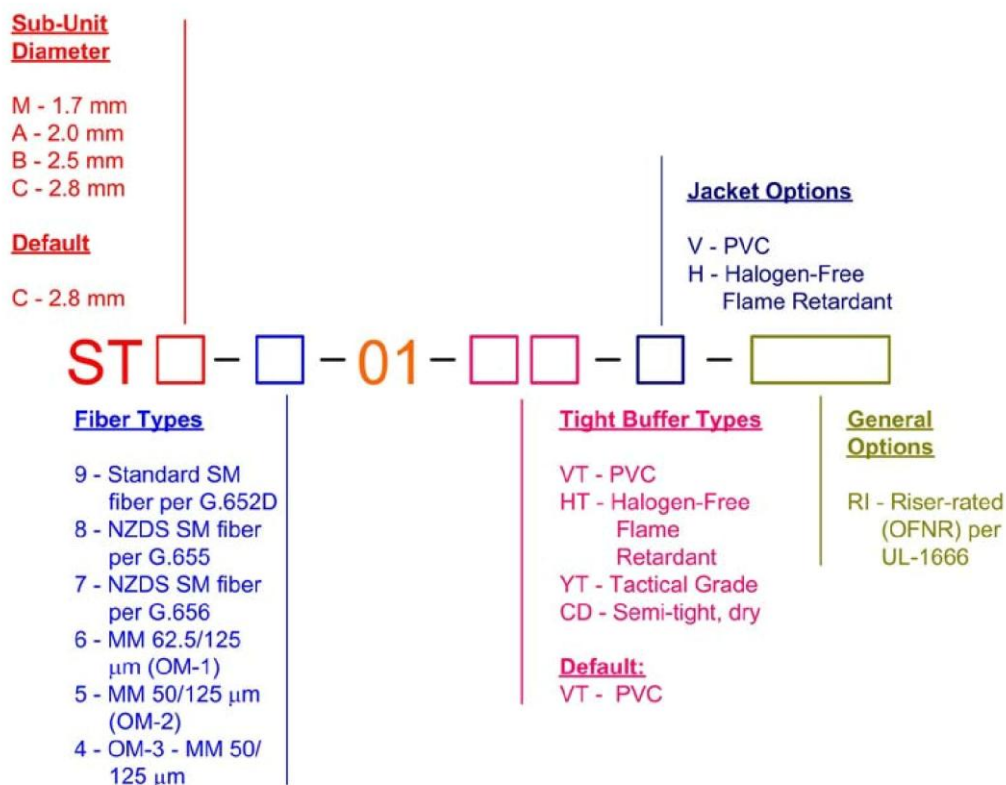 Sub-Unit
Diameter
M - 1.7 mm
A - 2.0 mm
B - 2.5 mm
C - 2.8 mm
Default
C - 2.8 mm
Jacket Options
V - PVC
H - Halogen-Free
Flame Retardant
ST - - 01 - - -
Fiber Types
9 - Standard SM
fiber per G.652D
8 - NZDS SM fiber
per G.655
7 - NZDS SM fiber
per G.656
6 - MM 62.5/125
μm (OM-1)
5 - MM 50/125 μm
(OM-2)
4 - OM-3 - MM 50/
125 μm
Tight Buffer Types
VT - PVC
HT - Halogen-Free
Flame
Retardant
YT - Tactical Grade
CD - Semi-tight, dry
Default:
VT - PVC
General
Options
RI - Riser-rated
(OFNR) per
UL-1666